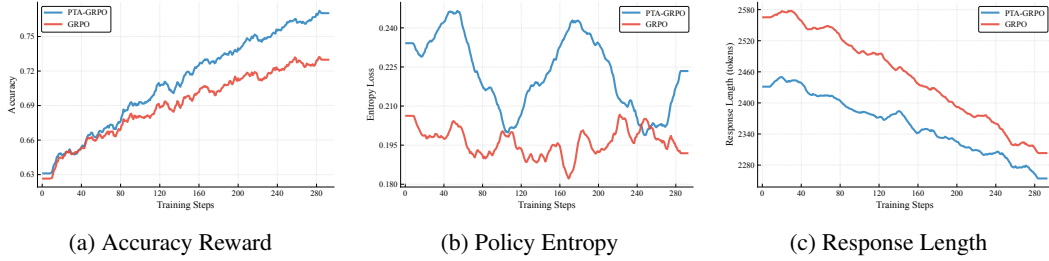 PTA-GRPO
GRPO
Accuracy
0.75
0.72
0.69
0.66
0.63
0 40 80 120 160 200 240 280
Training Steps
(a) Accuracy Reward
PTA-GRPO
GRPO
Entropy Loss
0.240
0.225
0.210
0.195
0.180
0 40 80 120 160 200 240 280
Training Steps
(b) Policy Entropy
PTA-GRPO
GRPO
Response Length (tokens)
2580
2520
2460
2400
2340
2280
0 40 80 120 160 200 240 280
Training Steps
(c) Response Length